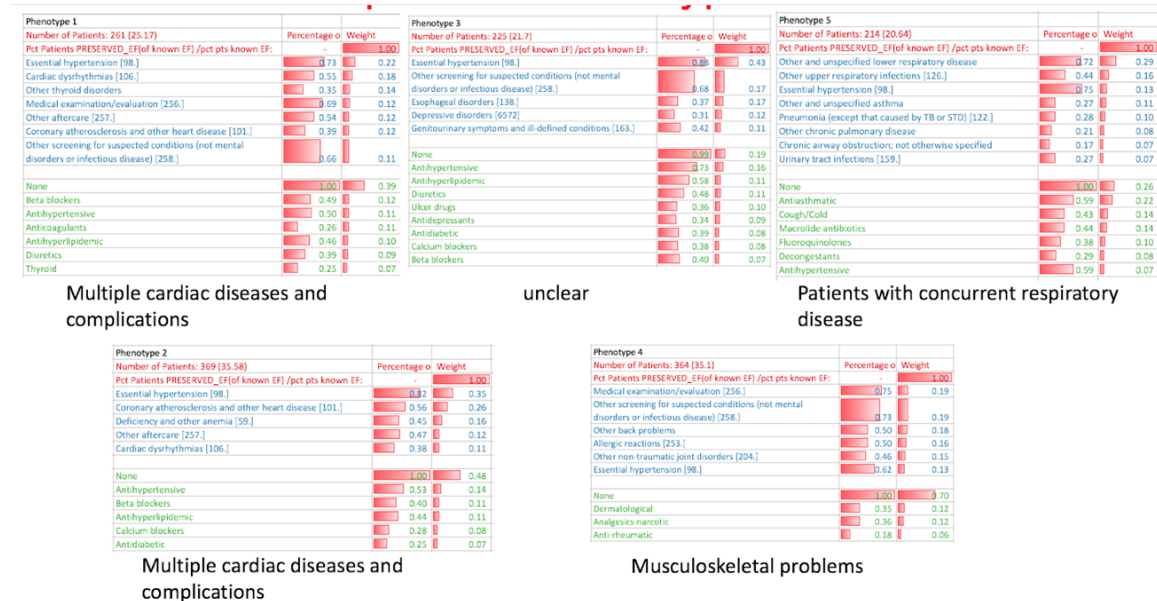 Phenotype 1
Number of Patients: 261 (25.17) Percentage o Weight
Pct Patients PRESERVED_EF(of known EF) /pct pts known EF: - 1.00
Essential hypertension [98.] 0.73 0.22
Cardiac dysrhythmias [106.] 0.55 0.18
Other thyroid disorders 0.35 0.14
Medical examination/evaluation [256.] 0.69 0.12
Other aftercare [257.] 0.54 0.12
Coronary atherosclerosis and other heart disease [101.] 0.39 0.12
Other screening for suspected conditions (not mental
disorders or infectious disease) [258.] 0.66 0.11
None 1.00 0.39
Beta blockers 0.49 0.12
Antihypertensive 0.50 0.11
Anticoagulants 0.26 0.11
Antihyperlipidemic 0.46 0.10
Diuretics 0.39 0.09
Thyroid 0.25 0.07
Multiple cardiac diseases and
complications
Phenotype 3
Number of Patients: 225 (21.7) Percentage o Weight
Pct Patients PRESERVED_EF(of known EF) /pct pts known EF: - 1.00
Essential hypertension [98.] 0.88 0.43
Other screening for suspected conditions (not mental
disorders or infectious disease) [258.] 0.68 0.17
Esophageal disorders [138.] 0.37 0.17
Depressive disorders [6572] 0.31 0.12
Genitourinary symptoms and ill-defined conditions [163.] 0.42 0.11
None 0.99 0.19
Antihypertensive 0.73 0.16
Antihyperlipidemic 0.58 0.11
Diuretics 0.48 0.11
Ulcer drugs 0.36 0.10
Antidepressants 0.34 0.09
Antidiabetic 0.39 0.08
Calcium blockers 0.38 0.08
Beta blockers 0.40 0.07
unclear
Phenotype 5
Number of Patients: 214 (20.64) Percentage o Weight
Pct Patients PRESERVED_EF(of known EF) /pct pts known EF: - 1.00
Other and unspecified lower respiratory disease 0.72 0.29
Other upper respiratory infections [126.] 0.44 0.16
Essential hypertension [98.] 0.75 0.13
Other and unspecified asthma 0.27 0.11
Pneumonia (except that caused by TB or STD) [122.] 0.28 0.10
Other chronic pulmonary disease 0.21 0.08
Chronic airway obstruction; not otherwise specified 0.17 0.07
Urinary tract infections [159.] 0.27 0.07
None 1.00 0.26
Antiasthmatic 0.59 0.22
Cough/Cold 0.43 0.14
Macrolide antibiotics 0.44 0.14
Fluoroquinolones 0.38 0.10
Decongestants 0.29 0.08
Antihypertensive 0.59 0.07
Patients with concurrent respiratory
disease
Phenotype 2
Number of Patients: 369 (35.58) Percentage o Weight
Pct Patients PRESERVED_EF(of known EF) /pct pts known EF: - 1.00
Essential hypertension [98.] 0.82 0.35
Coronary atherosclerosis and other heart disease [101.] 0.56 0.26
Deficiency and other anemia [59.] 0.45 0.16
Other aftercare [257.] 0.47 0.12
Cardiac dysrhythmias [106.] 0.38 0.11
None 1.00 0.48
Antihypertensive 0.53 0.14
Beta blockers 0.40 0.11
Antihyperlipidemic 0.44 0.11
Calcium blockers 0.28 0.08
Antidiabetic 0.25 0.07
Multiple cardiac diseases and
complications
Phenotype 4
Number of Patients: 364 (35.1) Percentage o Weight
Pct Patients PRESERVED_EF(of known EF) /pct pts known EF: - 1.00
Medical examination/evaluation [256.] 0.75 0.19
Other screening for suspected conditions (not mental
disorders or infectious disease) [258.] 0.73 0.19
Other back problems 0.50 0.18
Allergic reactions [253.] 0.50 0.16
Other non-traumatic joint disorders [204.] 0.46 0.15
Essential hypertension [98.] 0.62 0.13
None 1.00 0.70
Dermatological 0.35 0.12
Analgesics-narcotic 0.36 0.12
Anti-rheumatic 0.18 0.06
Musculoskeletal problems